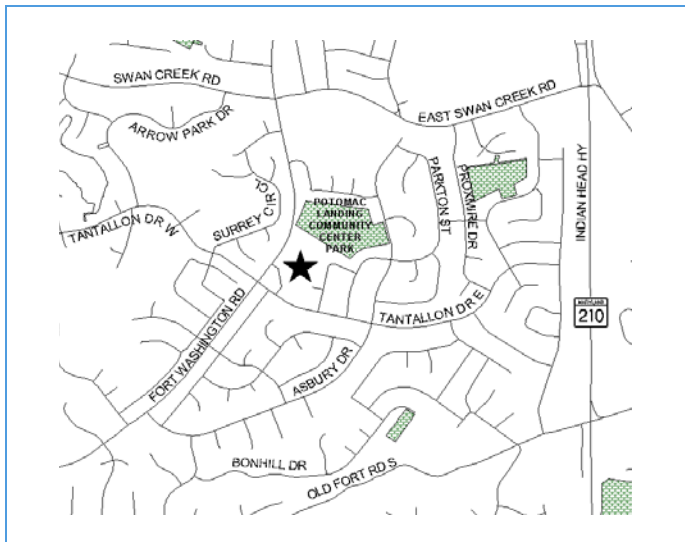 SWAN CREEK RD
EAST SWAN CREEK RD
ARROW PARK DR
PARKTON ST
PROXMIRE DR
INDIAN HEAD HY
SURREY CIR CL
POTOMAC
LANDING
COMMUNITY
CENTER
PARK
TANTALLON DR W
MARYLAND
210
TANTALLON DR E
FORT WASHINGTON RD
ASBURY DR
BONHILL DR
OLD FORT RD S